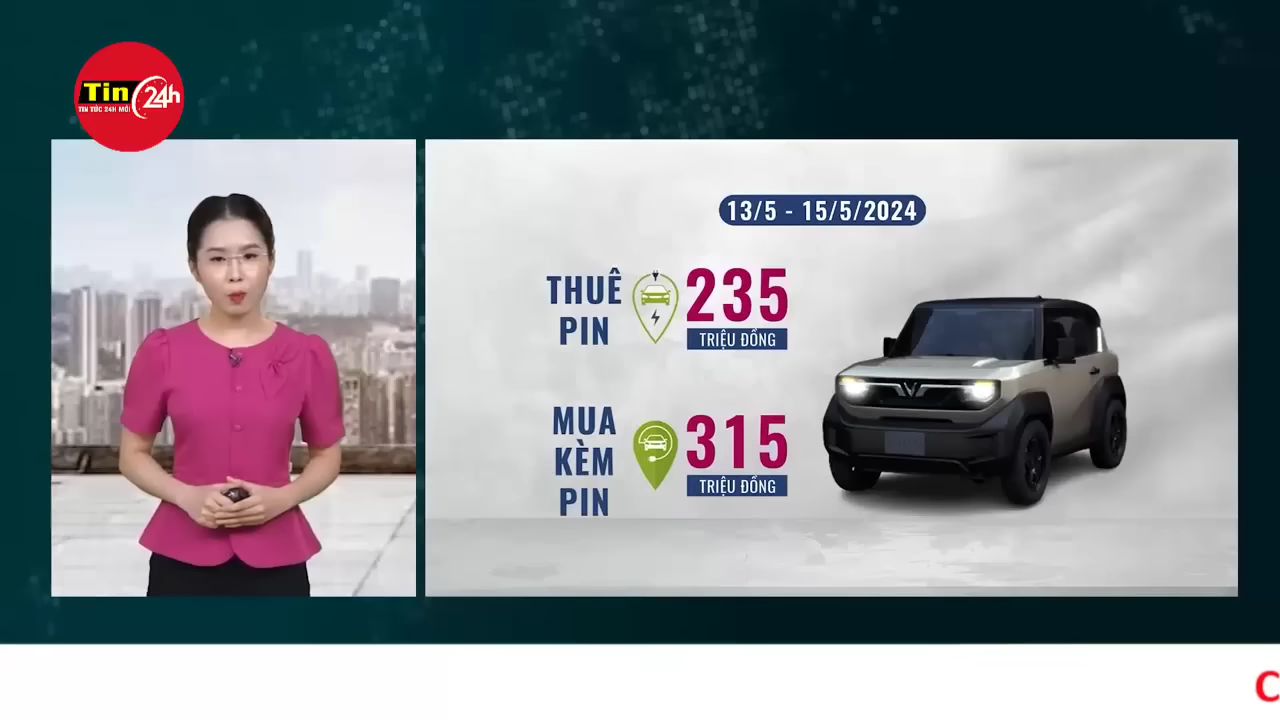 Tin 24h
TIN TỨC 24H MỚI
13/5 - 15/5/2024
THUÊ
PIN
235
TRIỆU ĐỒNG
MUA
KÈM
PIN
315
TRIỆU ĐỒNG
C